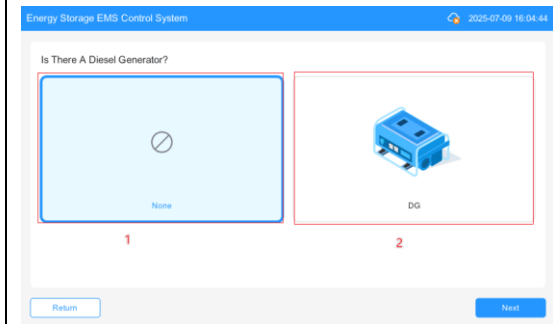 Energy Storage EMS Control System 2025-07-09 16:04:44
Is There A Diesel Generator?
None DG
1 2
Return Next